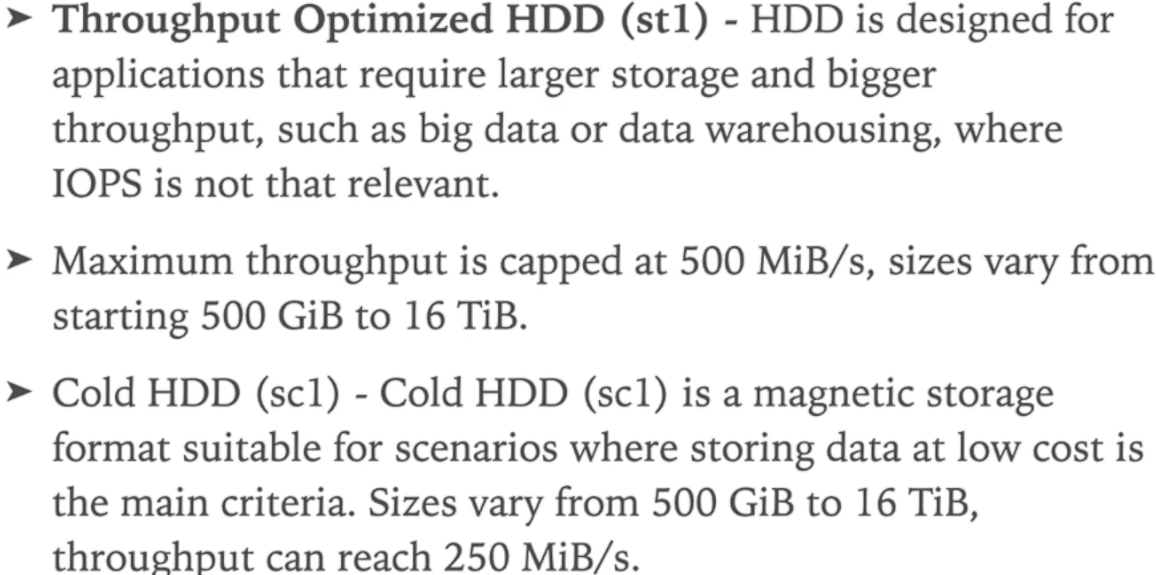 ➤ Throughput Optimized HDD (st1) - HDD is designed for
applications that require larger storage and bigger
throughput, such as big data or data warehousing, where
IOPS is not that relevant.
➤ Maximum throughput is capped at 500 MiB/s, sizes vary from
starting 500 GiB to 16 TiB.
➤ Cold HDD (sc1) - Cold HDD (sc1) is a magnetic storage
format suitable for scenarios where storing data at low cost is
the main criteria. Sizes vary from 500 GiB to 16 TiB,
throughput can reach 250 MiB/s.